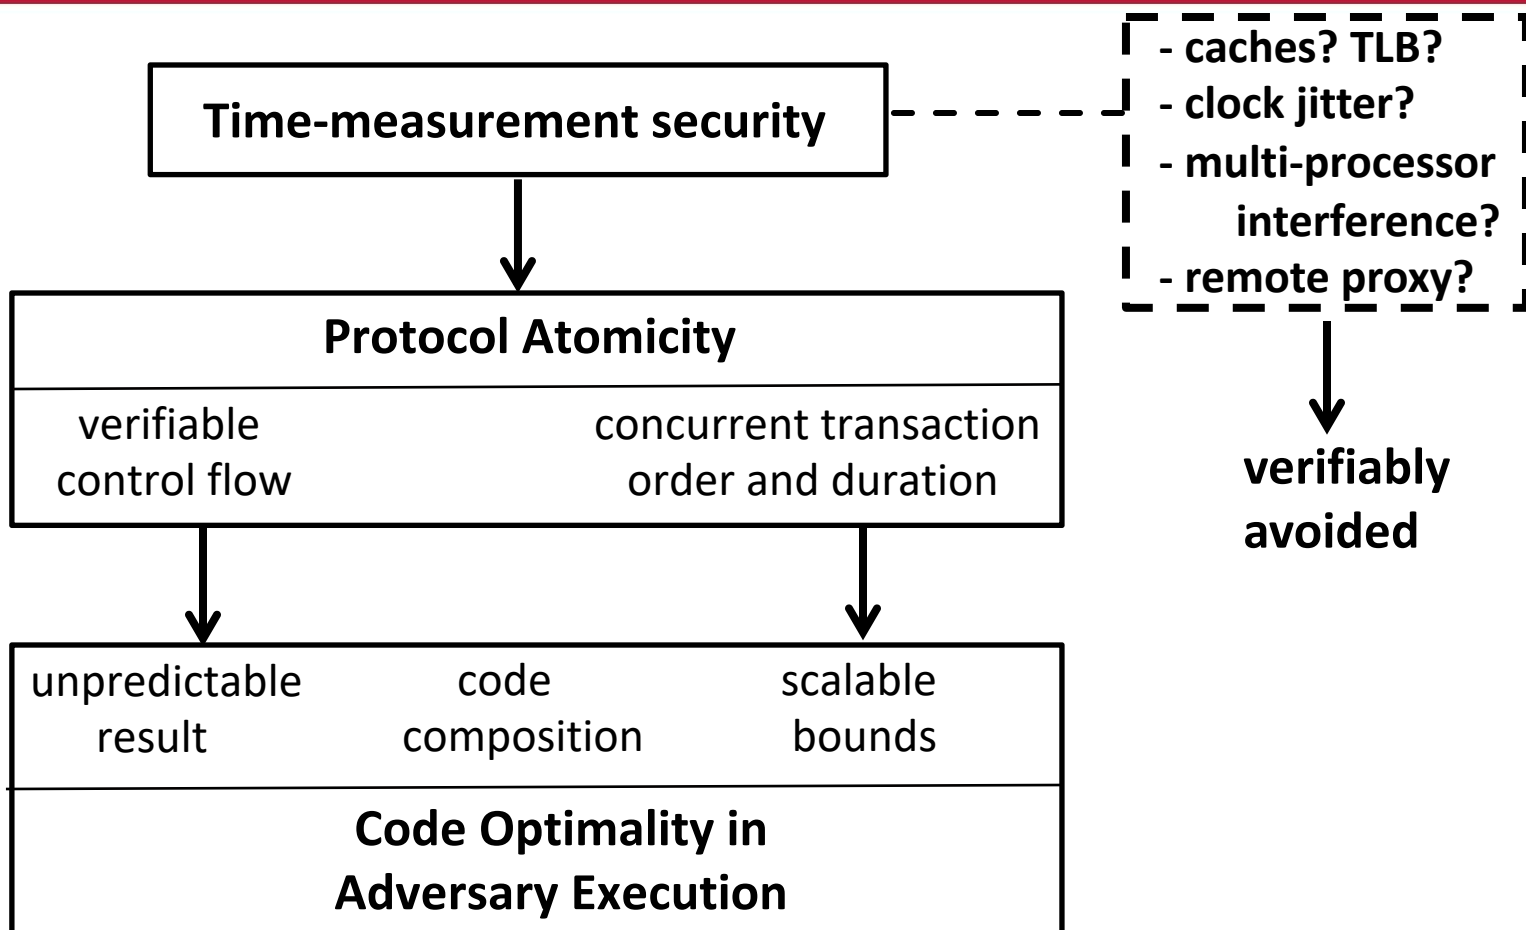 Time-measurement security
- caches? TLB?
- clock jitter?
- multi-processor
interference?
- remote proxy?
verifiably
avoided
Protocol Atomicity
verifiable
control flow
concurrent transaction
order and duration
unpredictable
result
code
composition
scalable
bounds
Code Optimality in
Adversary Execution